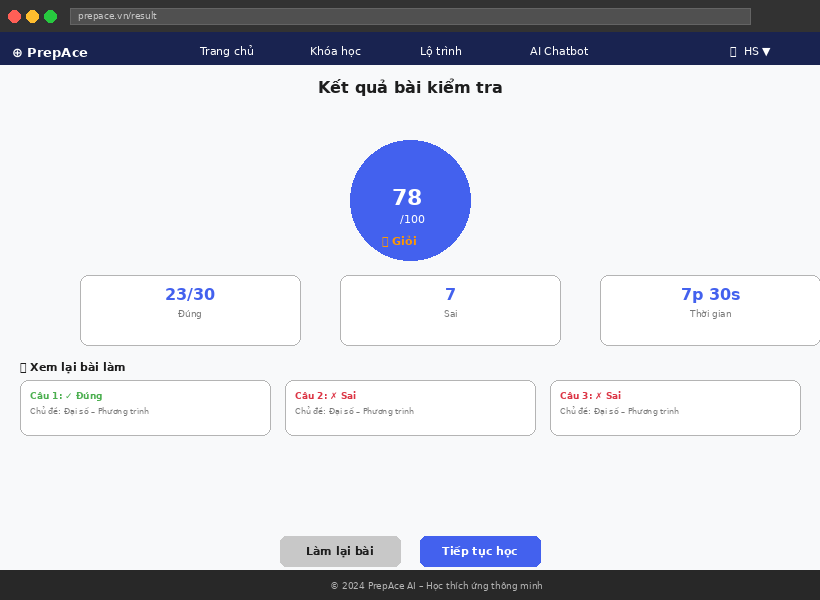 prepace.vn/result
⊕ PrepAce
Trang chủ
Khóa học
Lộ trình
AI Chatbot
HS ▼
Kết quả bài kiểm tra
78
/100
Giỏi
23/30
Đúng
7
Sai
7p 30s
Thời gian
Xem lại bài làm
Câu 1: ✓ Đúng
Chủ đề: Đại số – Phương trình
Câu 2: ✗ Sai
Chủ đề: Đại số – Phương trình
Câu 3: ✗ Sai
Chủ đề: Đại số – Phương trình
Làm lại bài
Tiếp tục học
© 2024 PrepAce AI – Học thích ứng thông minh